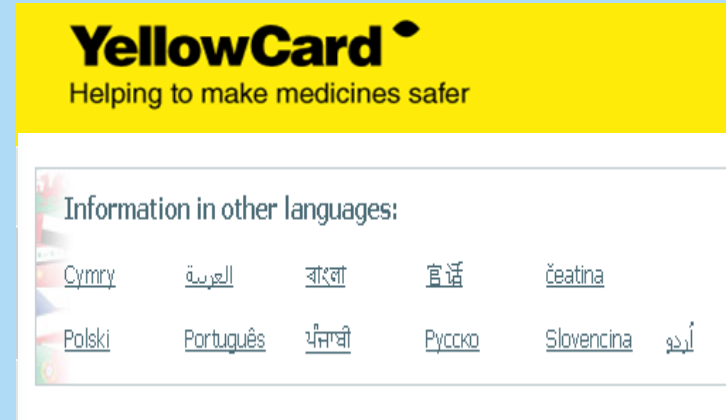 YellowCard
Helping to make medicines safer
Information in other languages:
Cymry العربية বাংলা 官话 čeatina
Polski Português ਪੰਜਾਬੀ Pycckо Slovencina اُردو